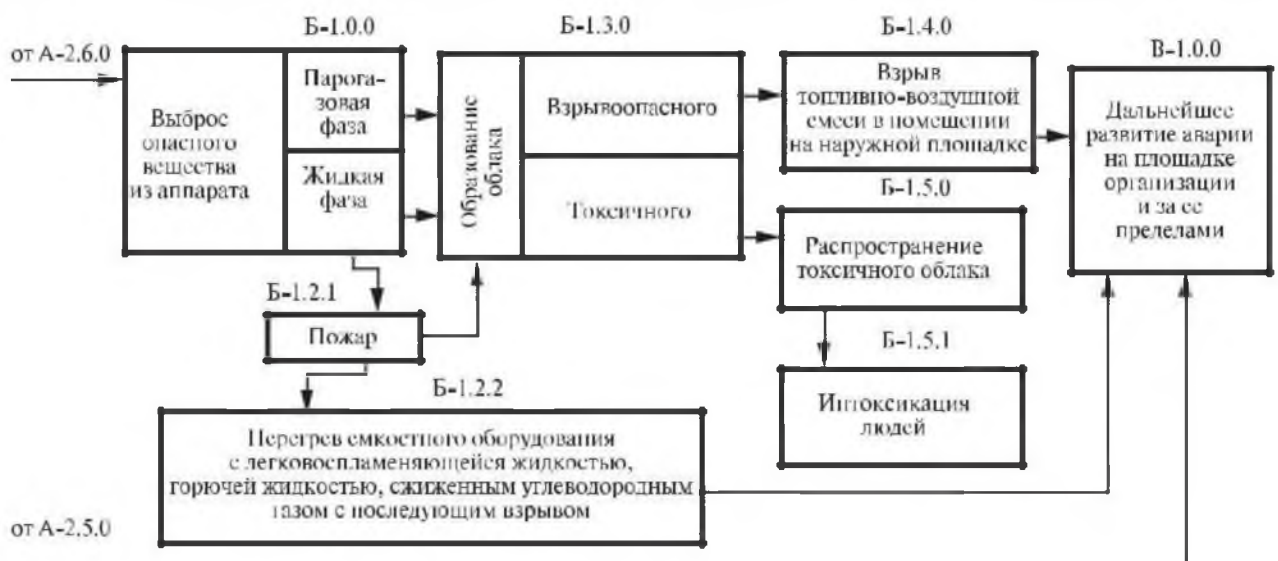 Б-1.0.0
Б-1.3.0
Б-1.4.0
В-1.0.0
от А-2.6.0
Выброс
опасного
вещества
из аппарата
Парога-
зовая
фаза
Жидкая
фаза
Образование
облака
Взрывоопасного
Токсичного
Взрыв
топливно-воздушной
смеси в помещении
на наружной площадке
Дальнейшее
развитие аварии
на площадке
организации
и за ее
пределами
Б-1.5.0
Распространение
токсичного облака
Б-1.2.1
Пожар
Б-1.5.1
Интоксикация
людей
Б-1.2.2
Перегрев емкостного оборудования
с легковоспламеняющейся жидкостью,
горючей жидкостью, сжиженным углеводородным
газом с последующим взрывом
от А-2.5.0